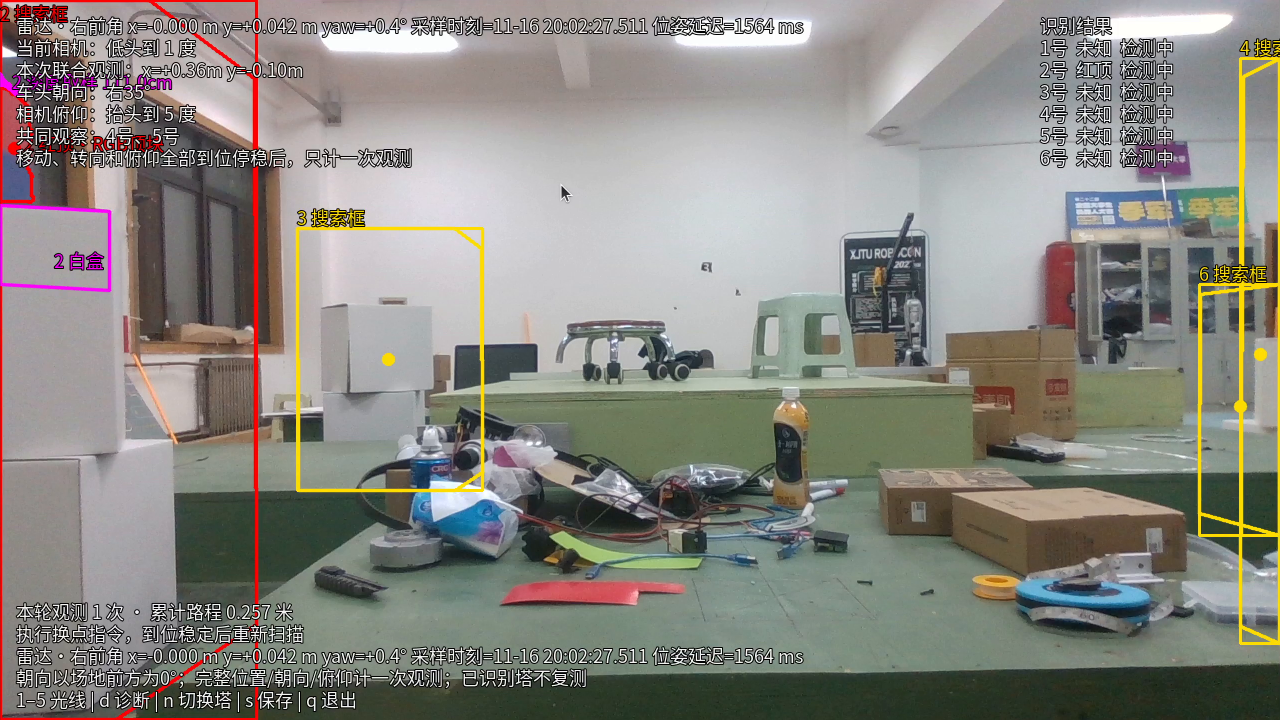 2 搜索框
雷达·右前角 x=-0.000 m y=+0.042 m yaw=+0.4° 采样时刻=11-16 20:02:27.511 位姿延迟=1564 ms
当前相机：低头到 1 度
本次联合观测：x=+0.36m y=-0.10m
车头朝向：右35°
相机俯仰：抬头到 5 度
共同观察：4号、5号
移动、转向和俯仰全部到位停稳后，只计一次观测
识别结果
1号 未知 检测中
2号 红顶 检测中
3号 未知 检测中
4号 未知 检测中
5号 未知 检测中
6号 未知 检测中
4 搜索框
季军
季军
3 搜索框
2 白盒
XJTU ROBOCON
202
6 搜索框
CRC
本轮观测 1 次 · 累计路程 0.257 米
执行换点指令，到位稳定后重新扫描
雷达·右前角 x=-0.000 m y=+0.042 m yaw=+0.4° 采样时刻=11-16 20:02:27.511 位姿延迟=1564 ms
朝向以场地前方为0°；完整位置/朝向/俯仰计一次观测；已识别塔不复测
1-5 光线 | d 诊断 | n 切换塔 | s 保存 | q 退出